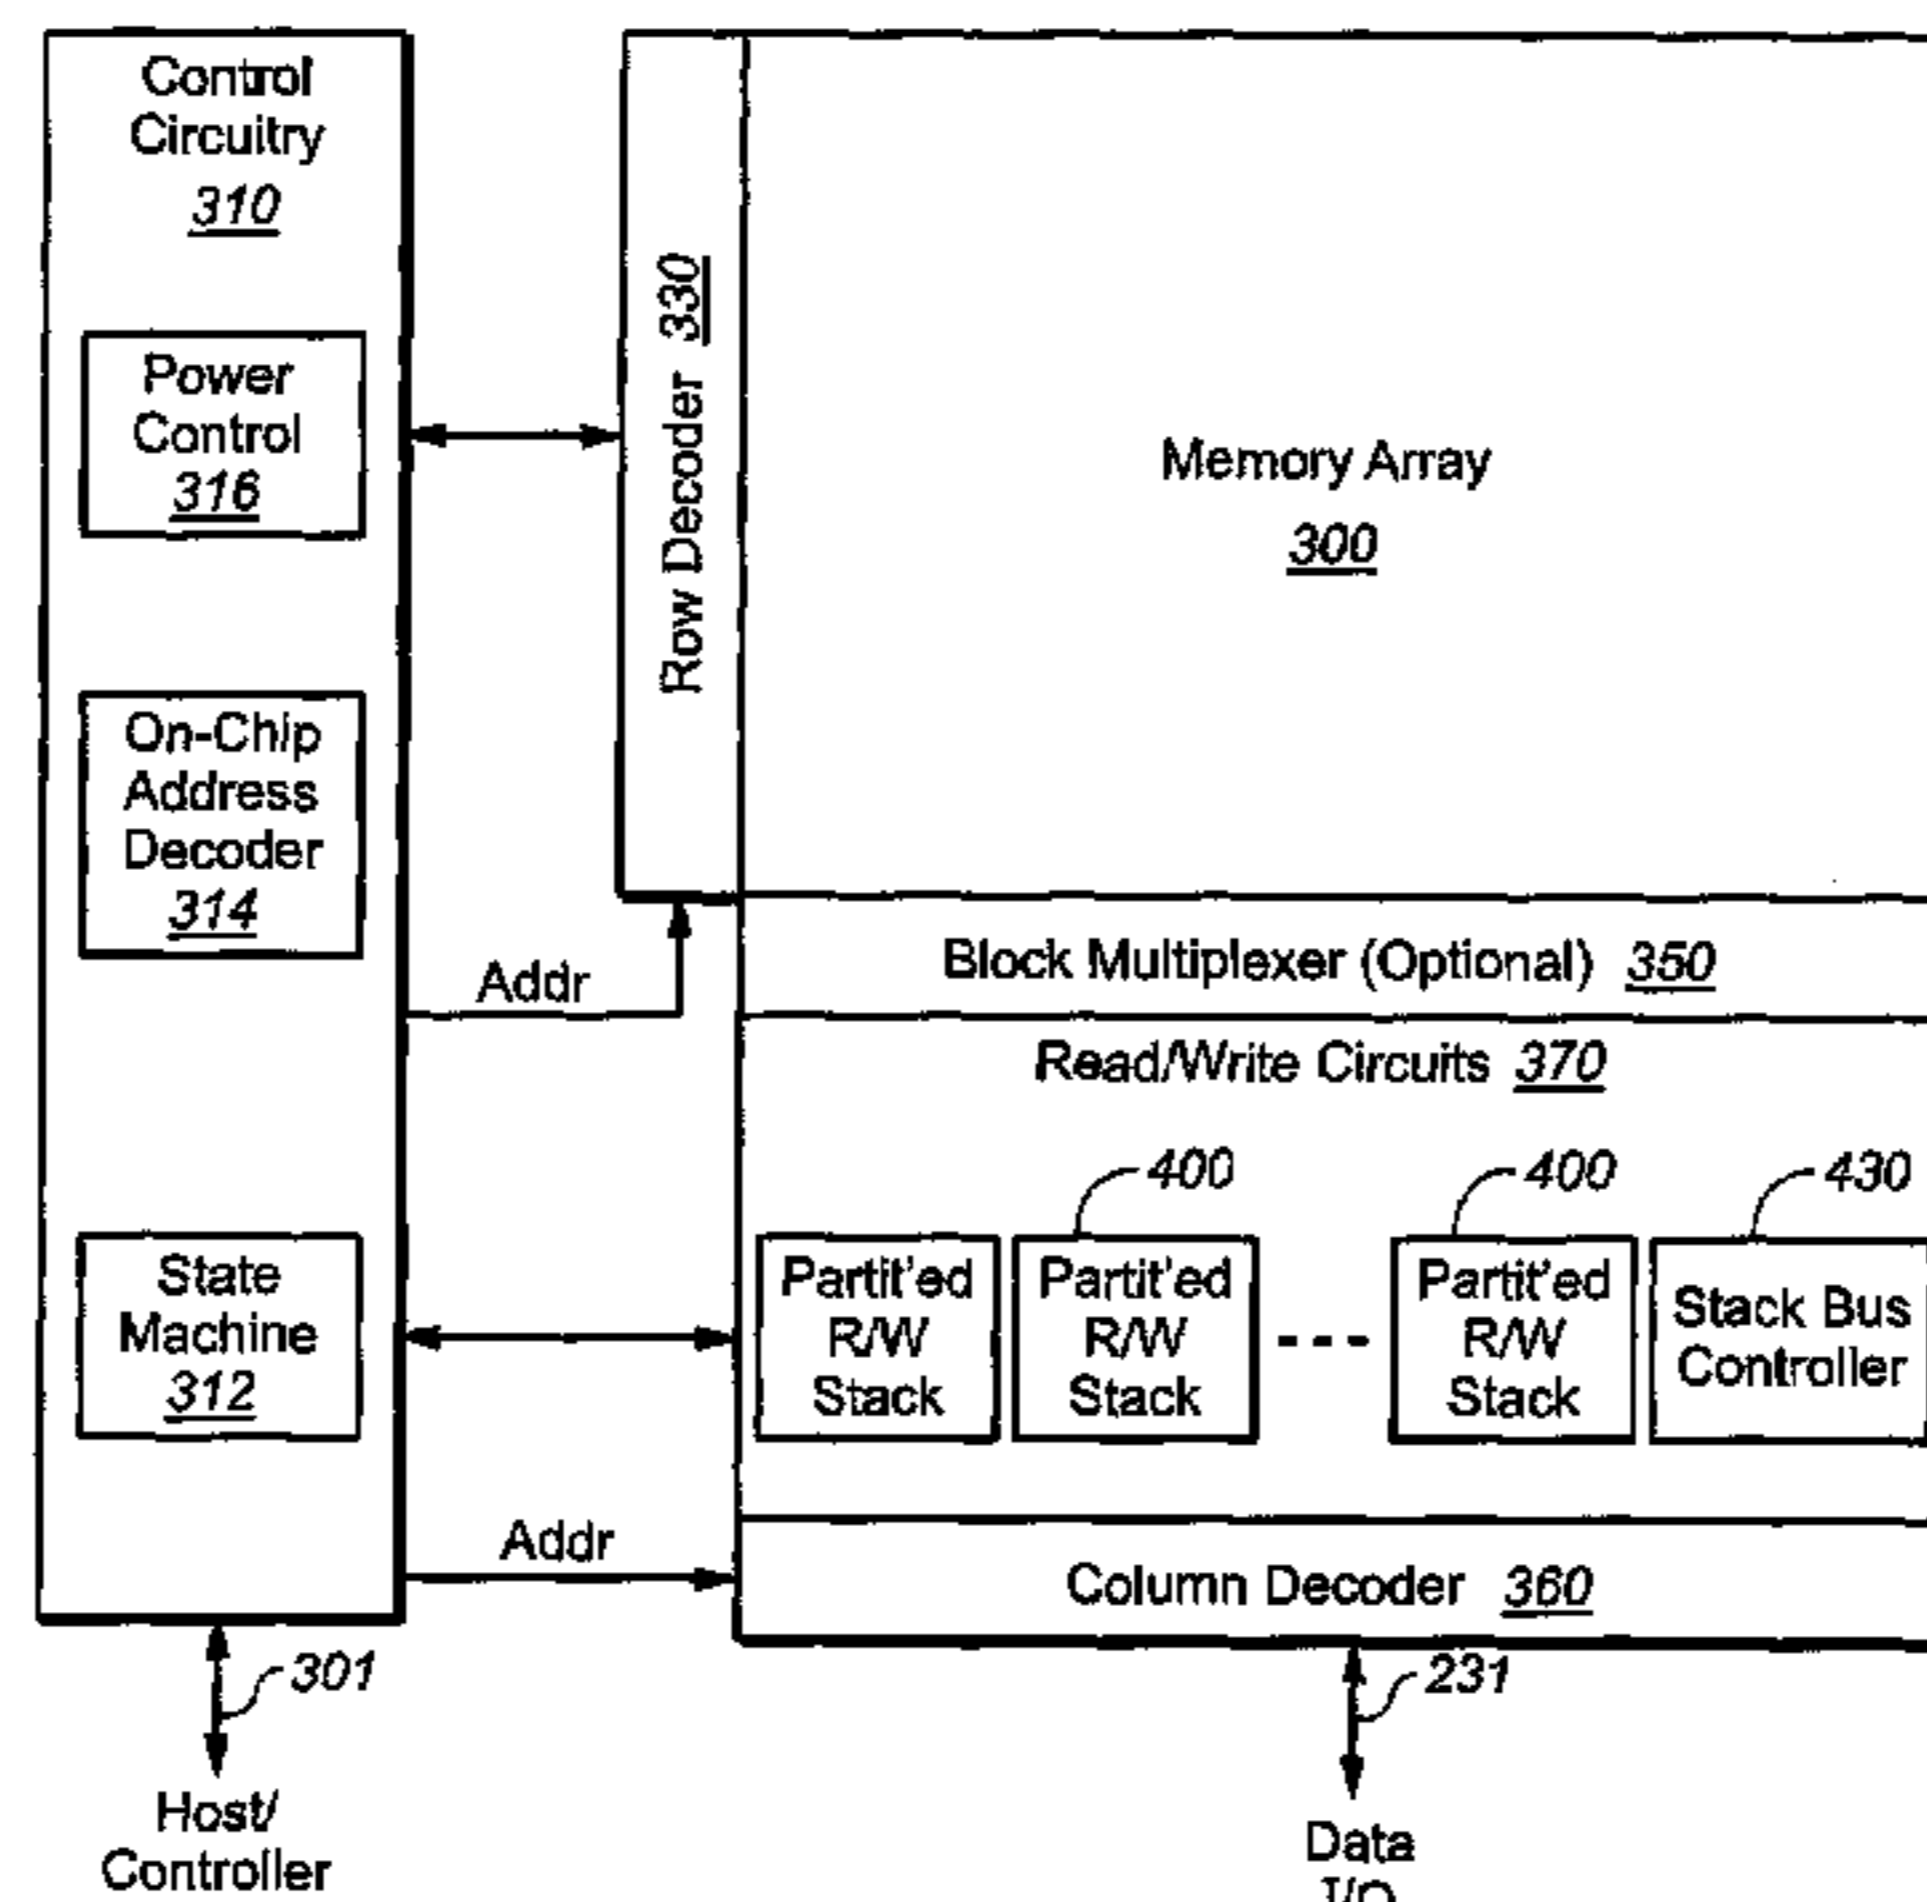 Control
Circuitry
310
Power
Control
316
On-Chip
Address
Decoder
314
State
Machine
312
Row Decoder 330
Memory Array
300
Addr
Block Multiplexer (Optional) 350
Read/Write Circuits 370
400
400
430
Partit'ed
R/W
Stack
Partit'ed
R/W
Stack
Partit'ed
R/W
Stack
Stack Bus
Controller
Addr
Column Decoder 360
301
231
Host/
Controller
Data
I/O